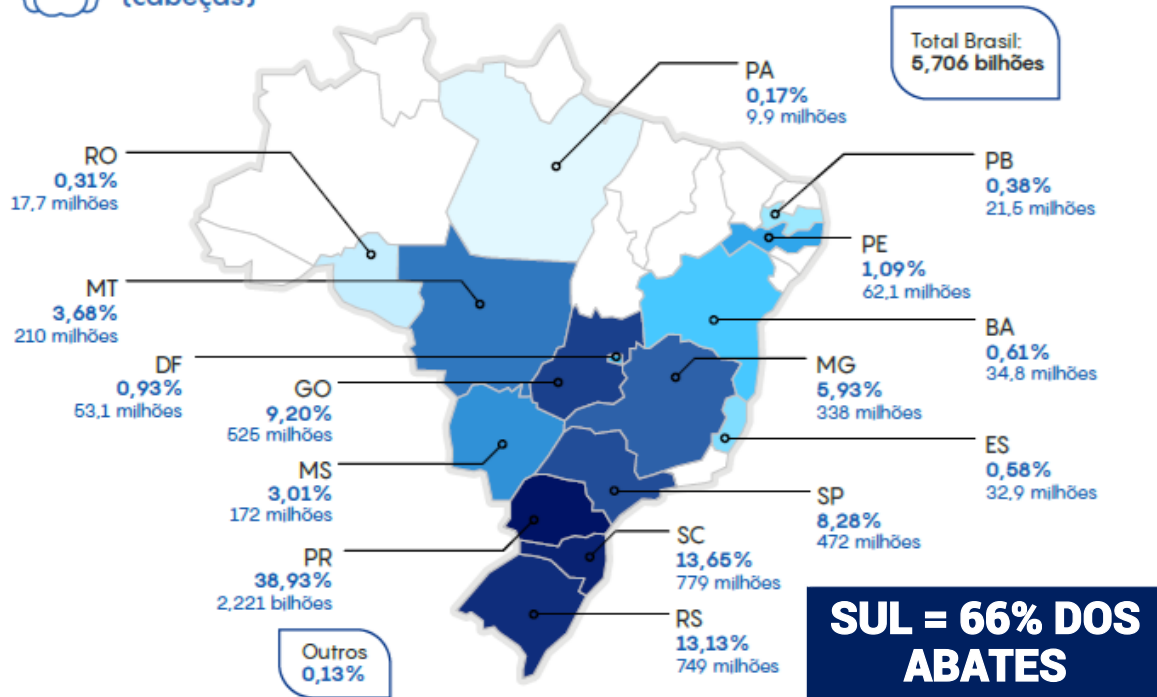 (cabeças)
Total Brasil:
5,706 bilhões
PA
0,17%
9,9 milhões
RO
0,31%
17,7 milhões
PB
0,38%
21,5 milhões
PE
1,09%
62,1 milhões
MT
3,68%
210 milhões
BA
0,61%
34,8 milhões
DF
0,93%
53,1 milhões
GO
9,20%
525 milhões
MG
5,93%
338 milhões
ES
0,58%
32,9 milhões
MS
3,01%
172 milhões
SP
8,28%
472 milhões
PR
38,93%
2,221 bilhões
SC
13,65%
779 milhões
RS
13,13%
749 milhões
Outros
0,13%
SUL = 66% DOS
ABATES